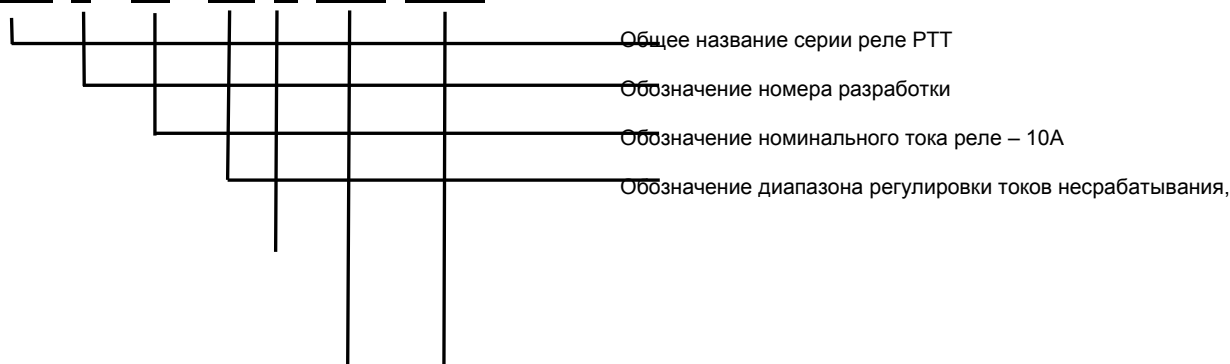 Общее название серии реле РТТ
Обозначение номера разработки
Обозначение номинального тока реле – 10А
Обозначение диапазона регулировки токов несрабатывания,